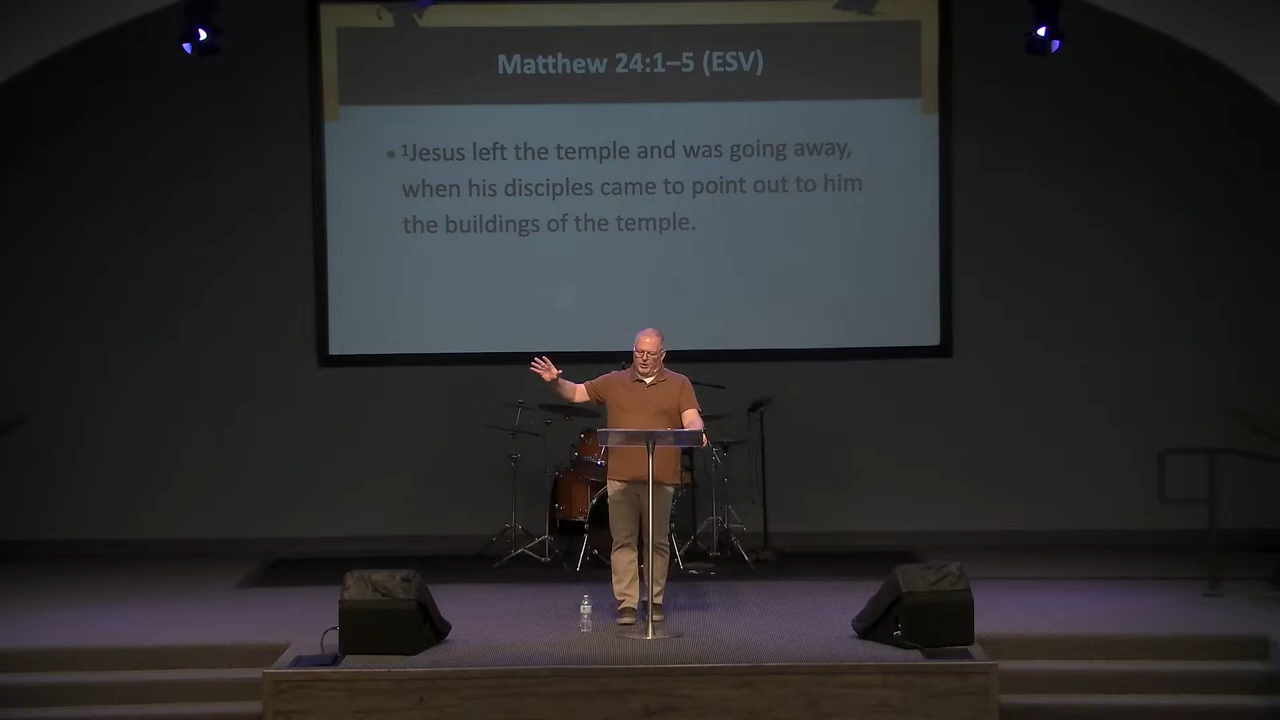 Matthew 24:1–5 (ESV)
• ¹Jesus left the temple and was going away,
when his disciples came to point out to him
the buildings of the temple.